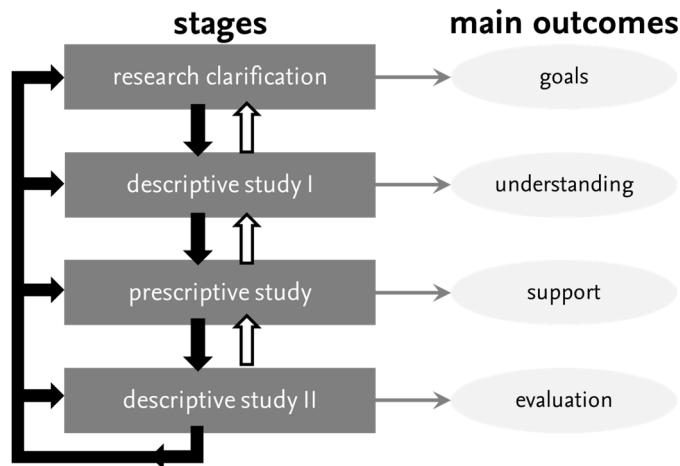 stages main outcomes
research clarification goals
descriptive study I understanding
prescriptive study support
descriptive study II evaluation